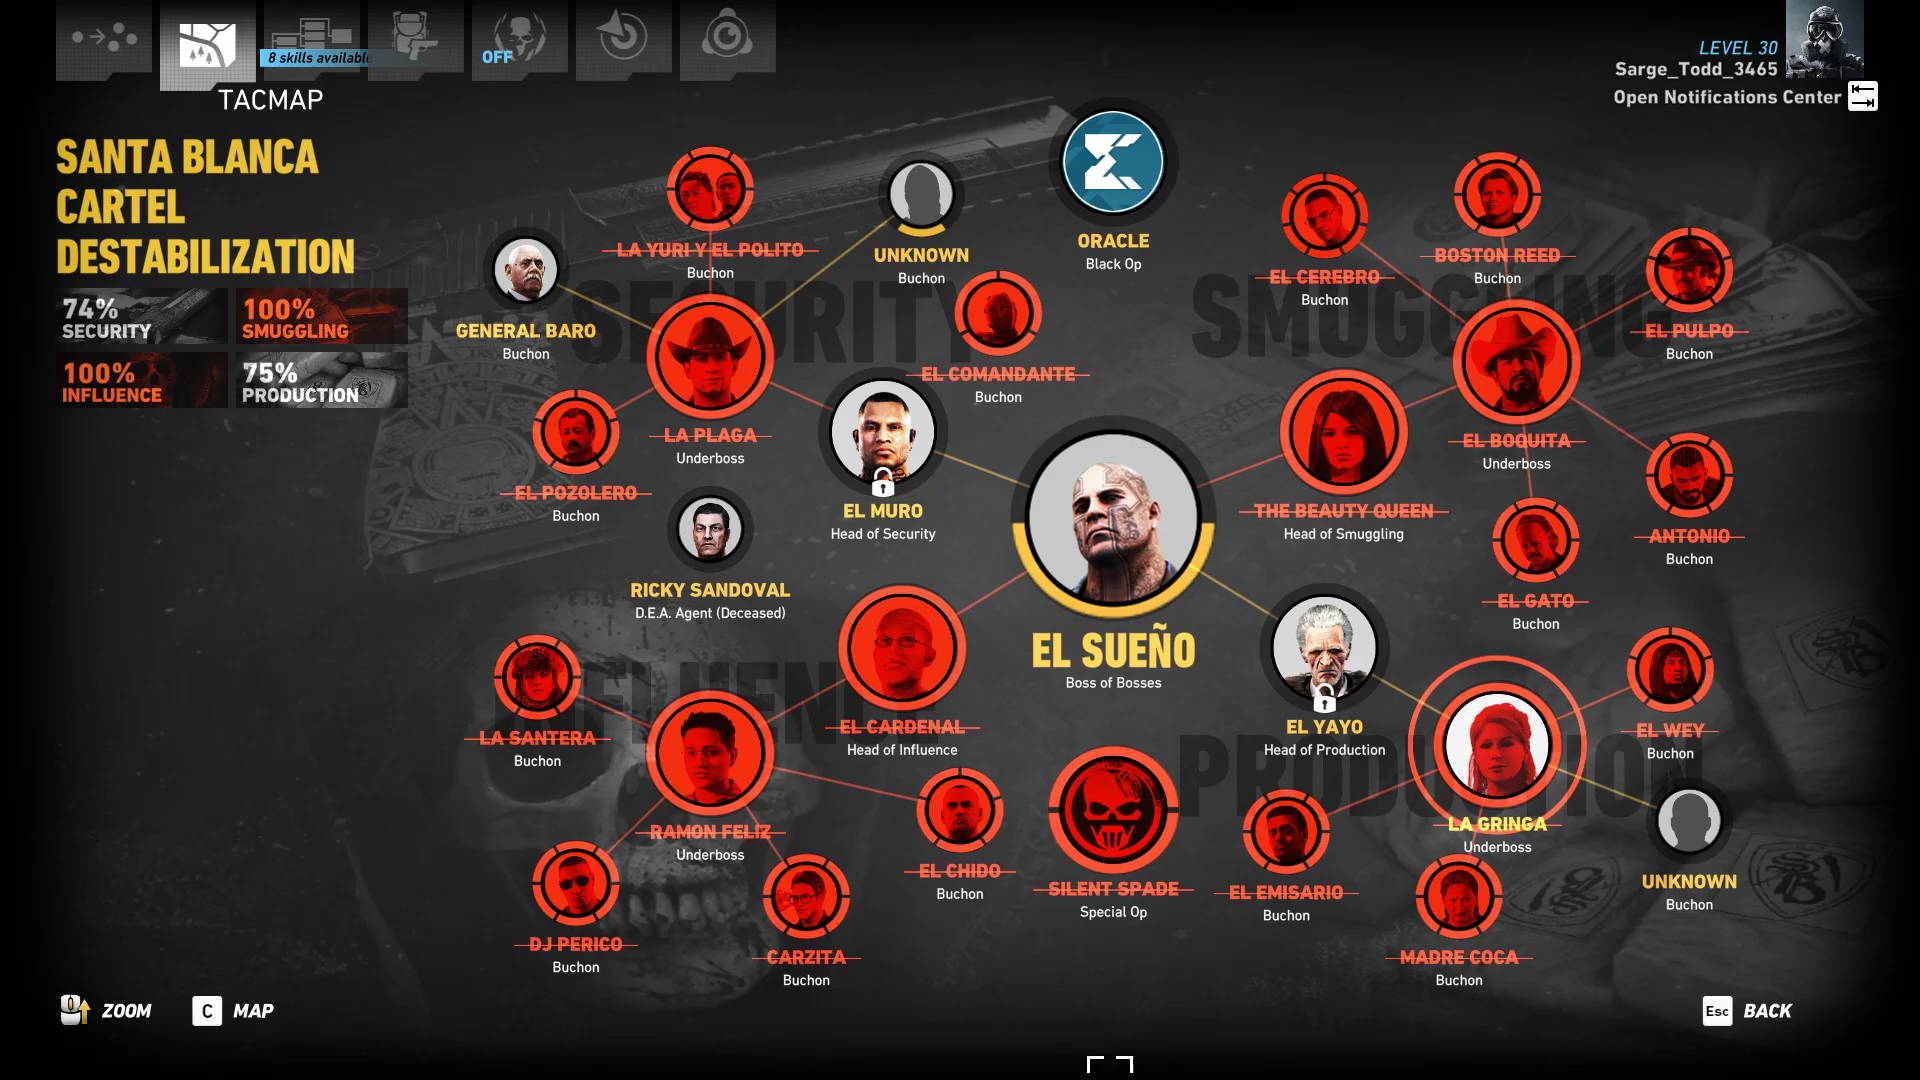 8 skills available
OFF
TACMAP
LEVEL 30
Sarge_Todd_3465
Open Notifications Center
SANTA BLANCA
CARTEL
DESTABILIZATION
74%
SECURITY
100%
SMUGGLING
100%
INFLUENCE
75%
PRODUCTION
SECURITY
SMUGGLING
INFLUENCE
PRODUCTION
LA YURI Y EL POLITO
Buchon
UNKNOWN
Buchon
ORACLE
Black Op
EL CEREBRO
Buchon
BOSTON REED
Buchon
GENERAL BARO
Buchon
EL COMANDANTE
Buchon
EL PULPO
Buchon
LA PLAGA
Underboss
EL BOQUITA
Underboss
EL POZOLERO
Buchon
EL MURO
Head of Security
THE BEAUTY QUEEN
Head of Smuggling
ANTONIO
Buchon
RICKY SANDOVAL
D.E.A. Agent (Deceased)
EL GATO
Buchon
EL SUEÑO
Boss of Bosses
LA SANTERA
Buchon
EL CARDENAL
Head of Influence
EL YAYO
Head of Production
EL WEY
Buchon
RAMON FELIZ
Underboss
LA GRINGA
Underboss
EL CHIDO
Buchon
SILENT SPADE
Special Op
EL EMISARIO
Buchon
UNKNOWN
Buchon
DJ PERICO
Buchon
CARZITA
Buchon
MADRE COCA
Buchon
ZOOM
C MAP
Esc BACK